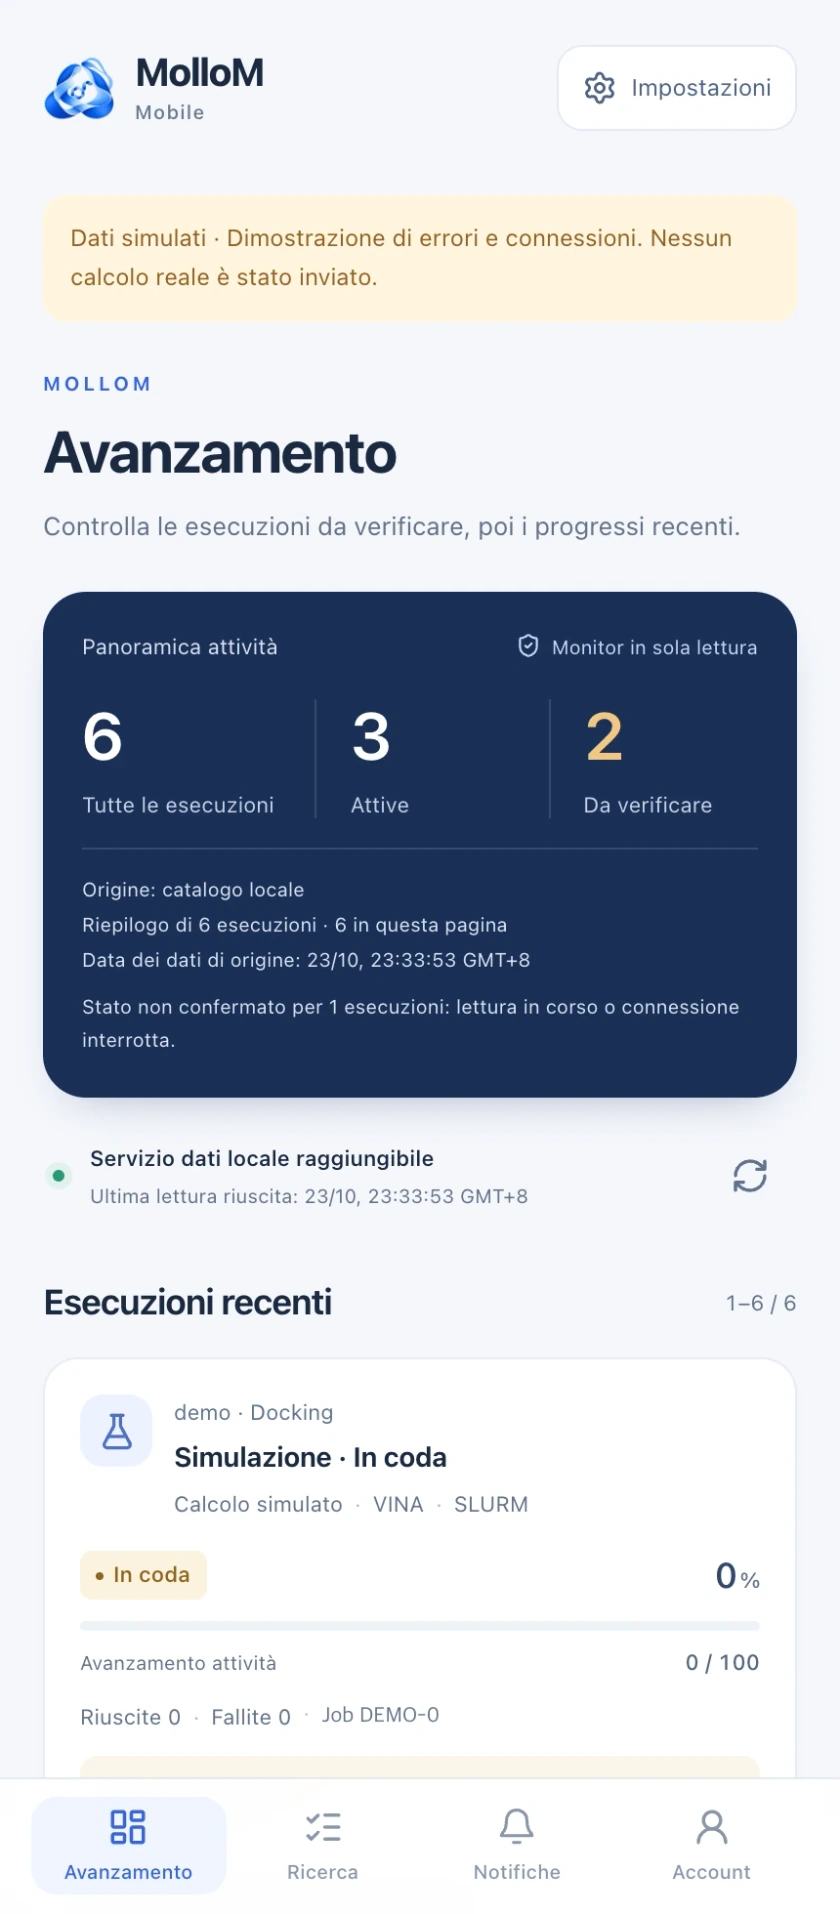 MolloM
Mobile
Impostazioni
Dati simulati · Dimostrazione di errori e connessioni. Nessun
calcolo reale è stato inviato.
MOLLOM
Avanzamento
Controlla le esecuzioni da verificare, poi i progressi recenti.
Panoramica attività
Monitor in sola lettura
6
3
2
Tutte le esecuzioni
Attive
Da verificare
Origine: catalogo locale
Riepilogo di 6 esecuzioni · 6 in questa pagina
Data dei dati di origine: 23/10, 23:33:53 GMT+8
Stato non confermato per 1 esecuzioni: lettura in corso o connessione
interrotta.
Servizio dati locale raggiungibile
Ultima lettura riuscita: 23/10, 23:33:53 GMT+8
Esecuzioni recenti
1–6 / 6
demo · Docking
Simulazione · In coda
Calcolo simulato · VINA · SLURM
• In coda
0 %
Avanzamento attività
0 / 100
Riuscite 0 · Fallite 0 · Job DEMO-0
Avanzamento
Ricerca
Notifiche
Account